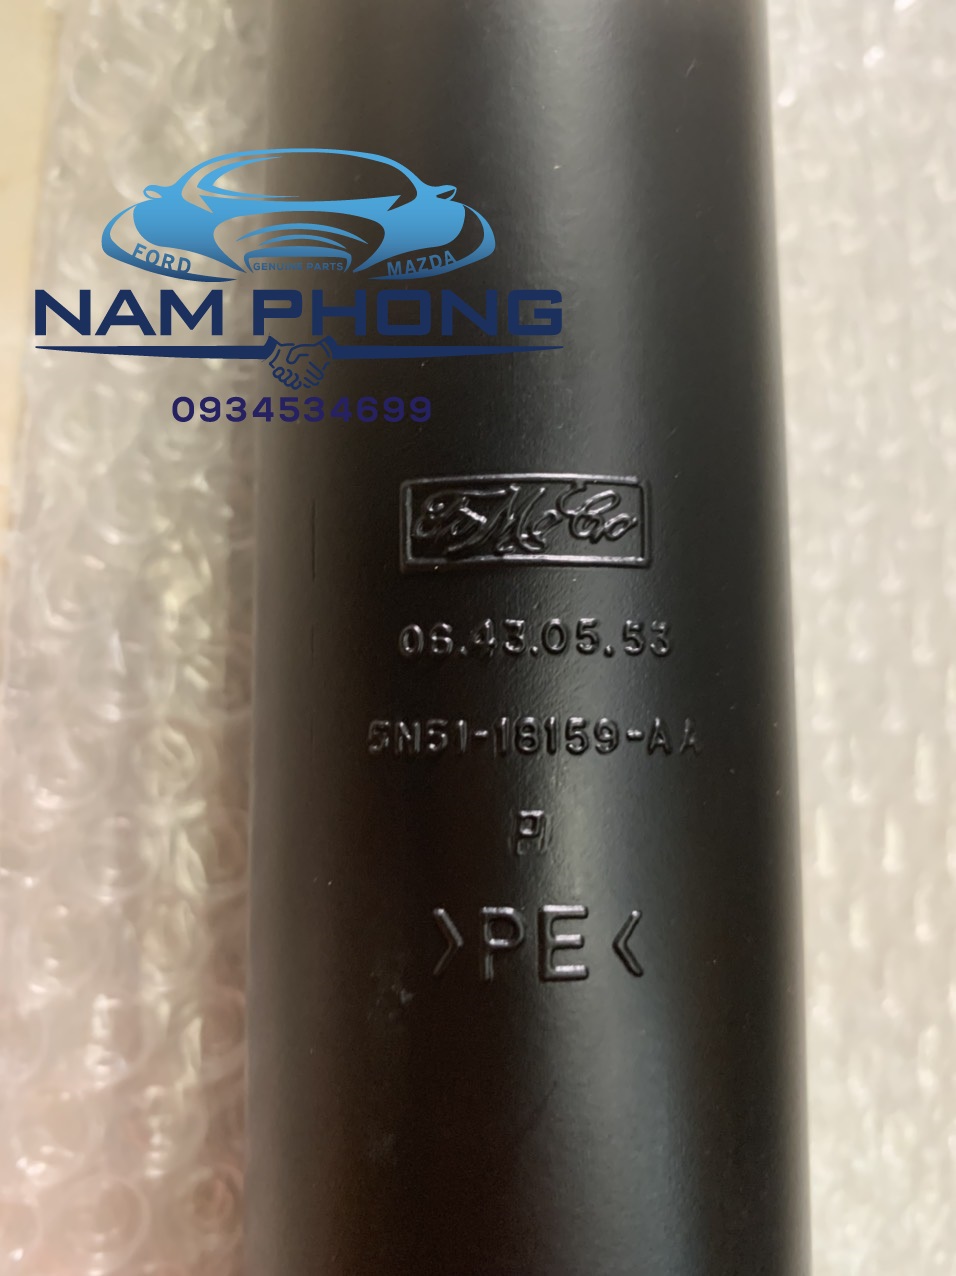 FORD
GENUINE PARTS
MAZDA
NAM PHONG
0934534699
FoMoCo
06.43.05.53
5N51-18159-AA
>PE<